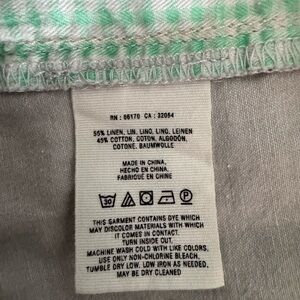 RN : 06170 CA : 32054
55% LINEN, LIN, LINO, LINO, LEINEN
45% COTTON, COTON, ALGODÓN,
COTONE, BAUMWOLLE
MADE IN CHINA,
HECHO EN CHINA,
FABRIQUÉ EN CHINE
30 P
THIS GARMENT CONTAINS DYE WHICH
MAY DISCOLOR MATERIALS WITH WHICH
IT COMES IN CONTACT.
TURN INSIDE OUT.
MACHINE WASH COLD WITH LIKE COLORS,
USE ONLY NON-CHLORINE BLEACH.
TUMBLE DRY LOW. LOW IRON AS NEEDED.
MAY BE DRY CLEANED